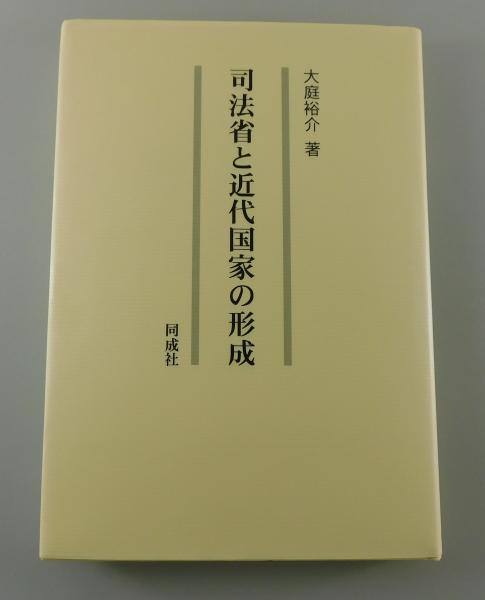 大庭裕介 著
司法省と近代国家の形成
同成社